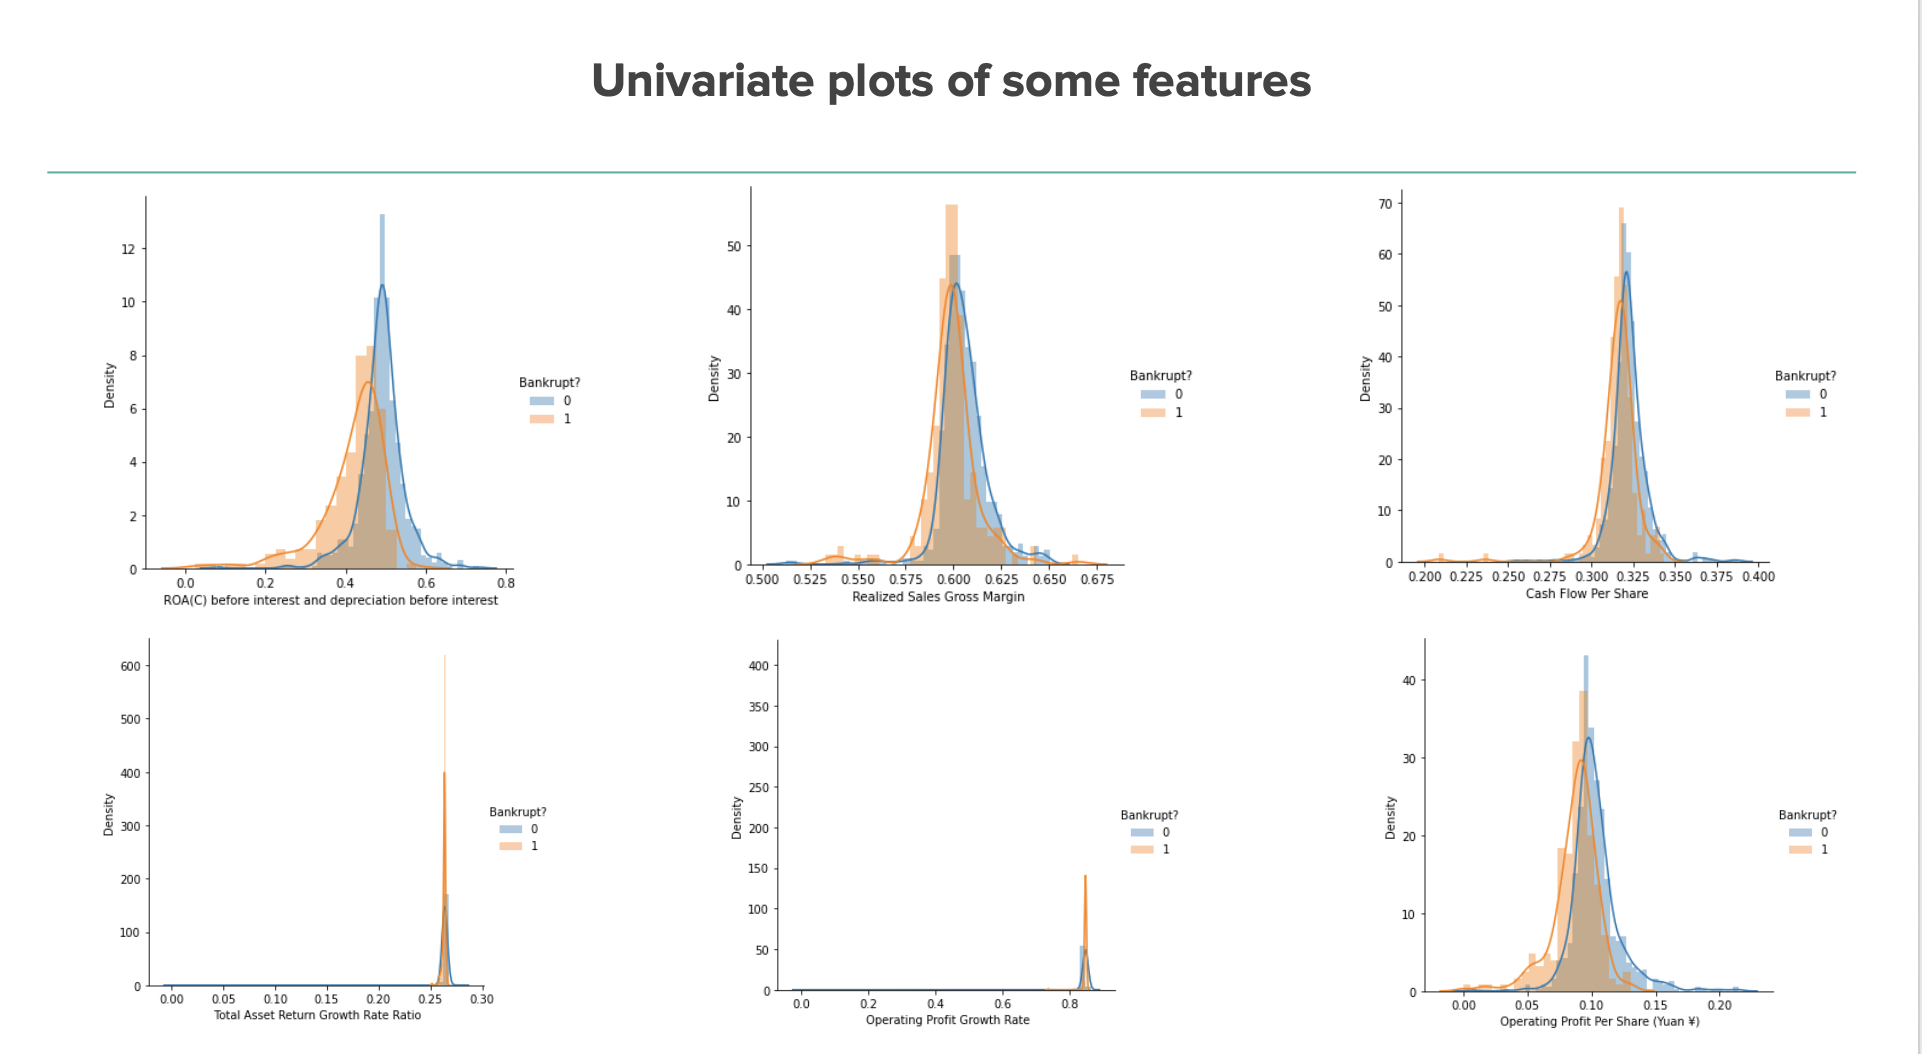 Univariate plots of some features
12
10
8
6
4
2
0
Density
0.0 0.2 0.4 0.6 0.8
ROA(C) before interest and depreciation before interest
Bankrupt?
0
1
50
40
30
20
10
0
Density
0.500 0.525 0.550 0.575 0.600 0.625 0.650 0.675
Realized Sales Gross Margin
Bankrupt?
0
1
70
60
50
40
30
20
10
0
Density
0.200 0.225 0.250 0.275 0.300 0.325 0.350 0.375 0.400
Cash Flow Per Share
Bankrupt?
0
1
600
500
400
300
200
100
0
Density
0.00 0.05 0.10 0.15 0.20 0.25 0.30
Total Asset Return Growth Rate Ratio
Bankrupt?
0
1
400
350
300
250
200
150
100
50
0
Density
0.0 0.2 0.4 0.6 0.8
Operating Profit Growth Rate
Bankrupt?
0
1
40
30
20
10
0
Density
0.00 0.05 0.10 0.15 0.20
Operating Profit Per Share (Yuan ¥)
Bankrupt?
0
1